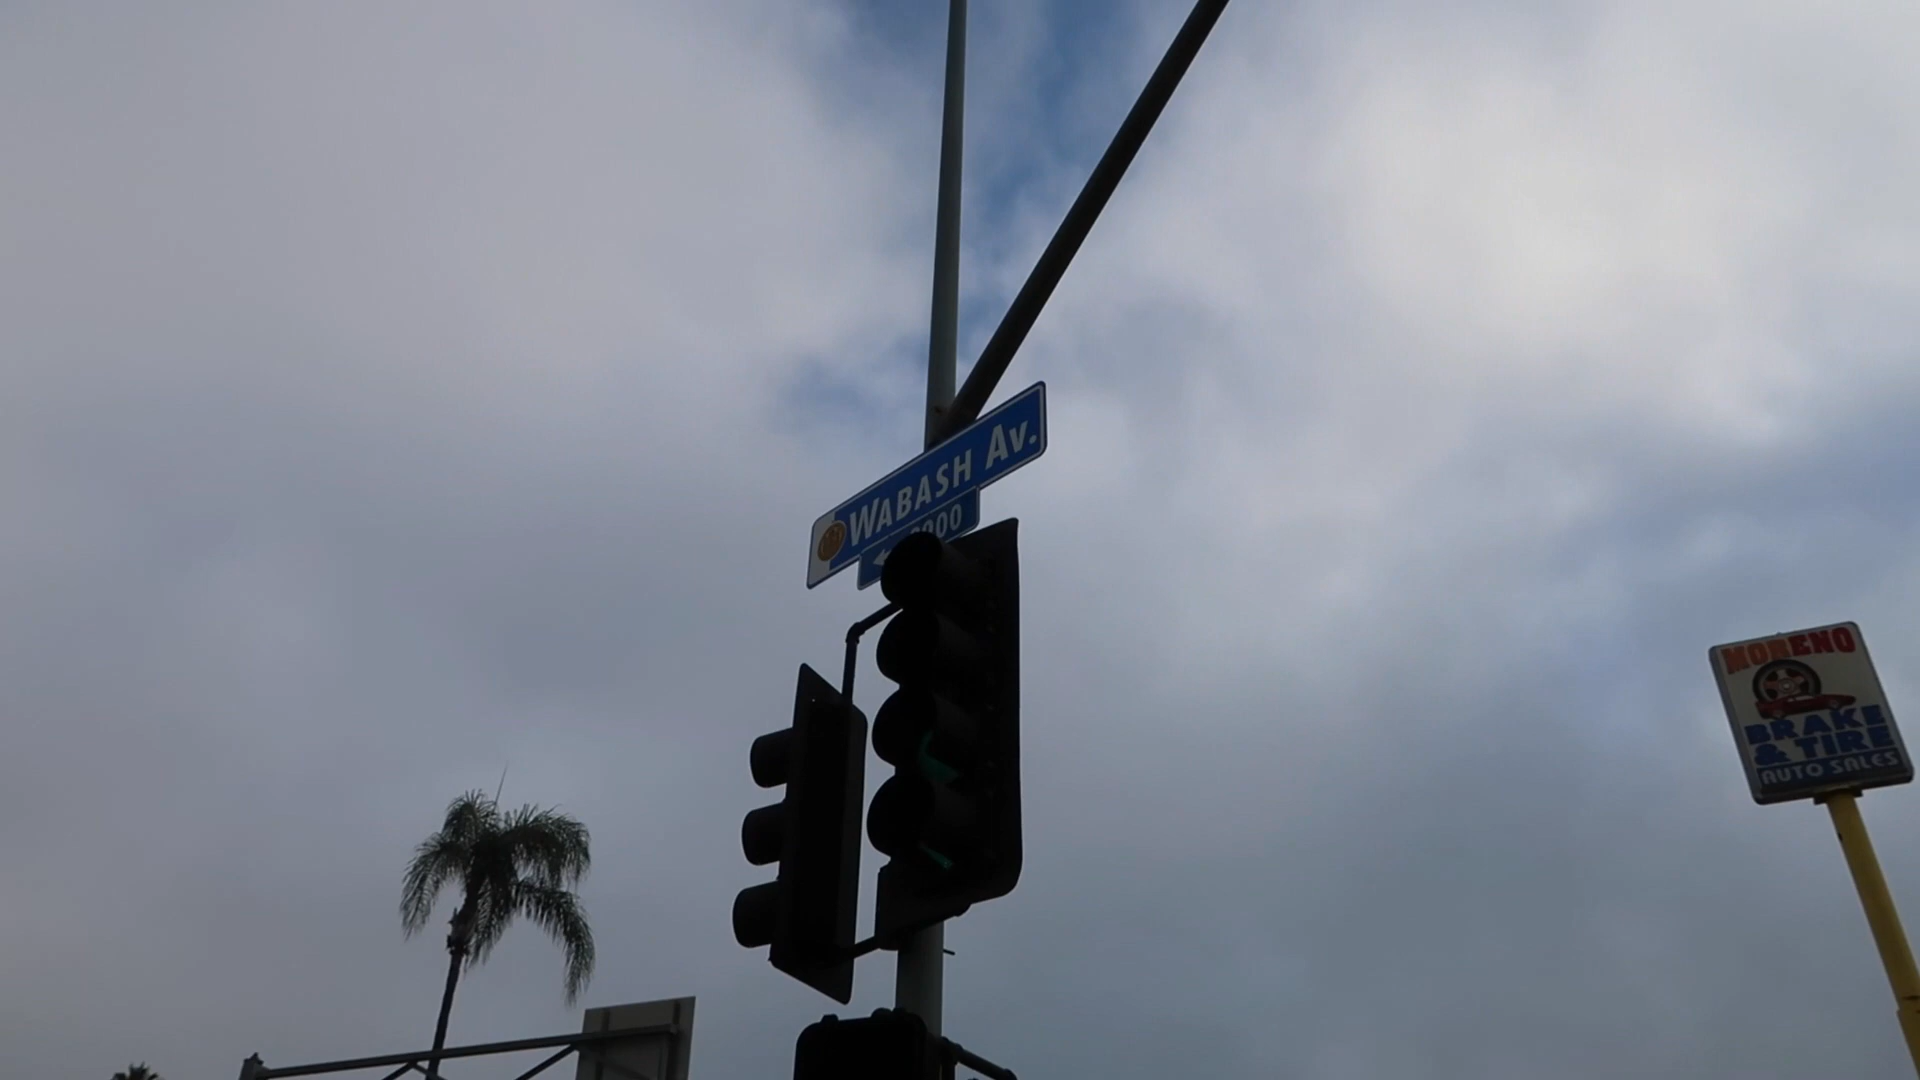 WABASH AV.
MORENO
BRAKE
& TIRE
AUTO SALES